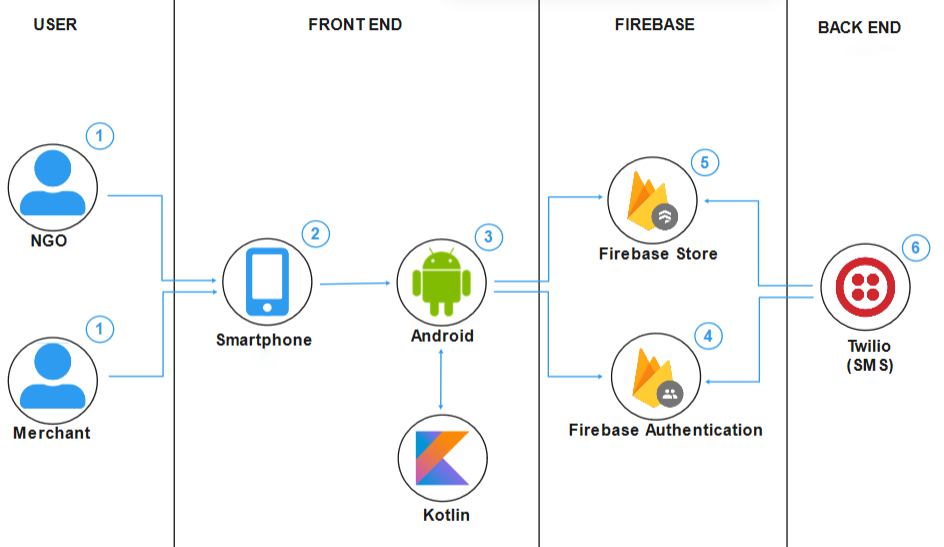 USER
FRONT END
FIREBASE
BACK END
1
NGO
1
Merchant
2
Smartphone
3
Android
Kotlin
5
Firebase Store
4
Firebase Authentication
6
Twilio
(SMS)